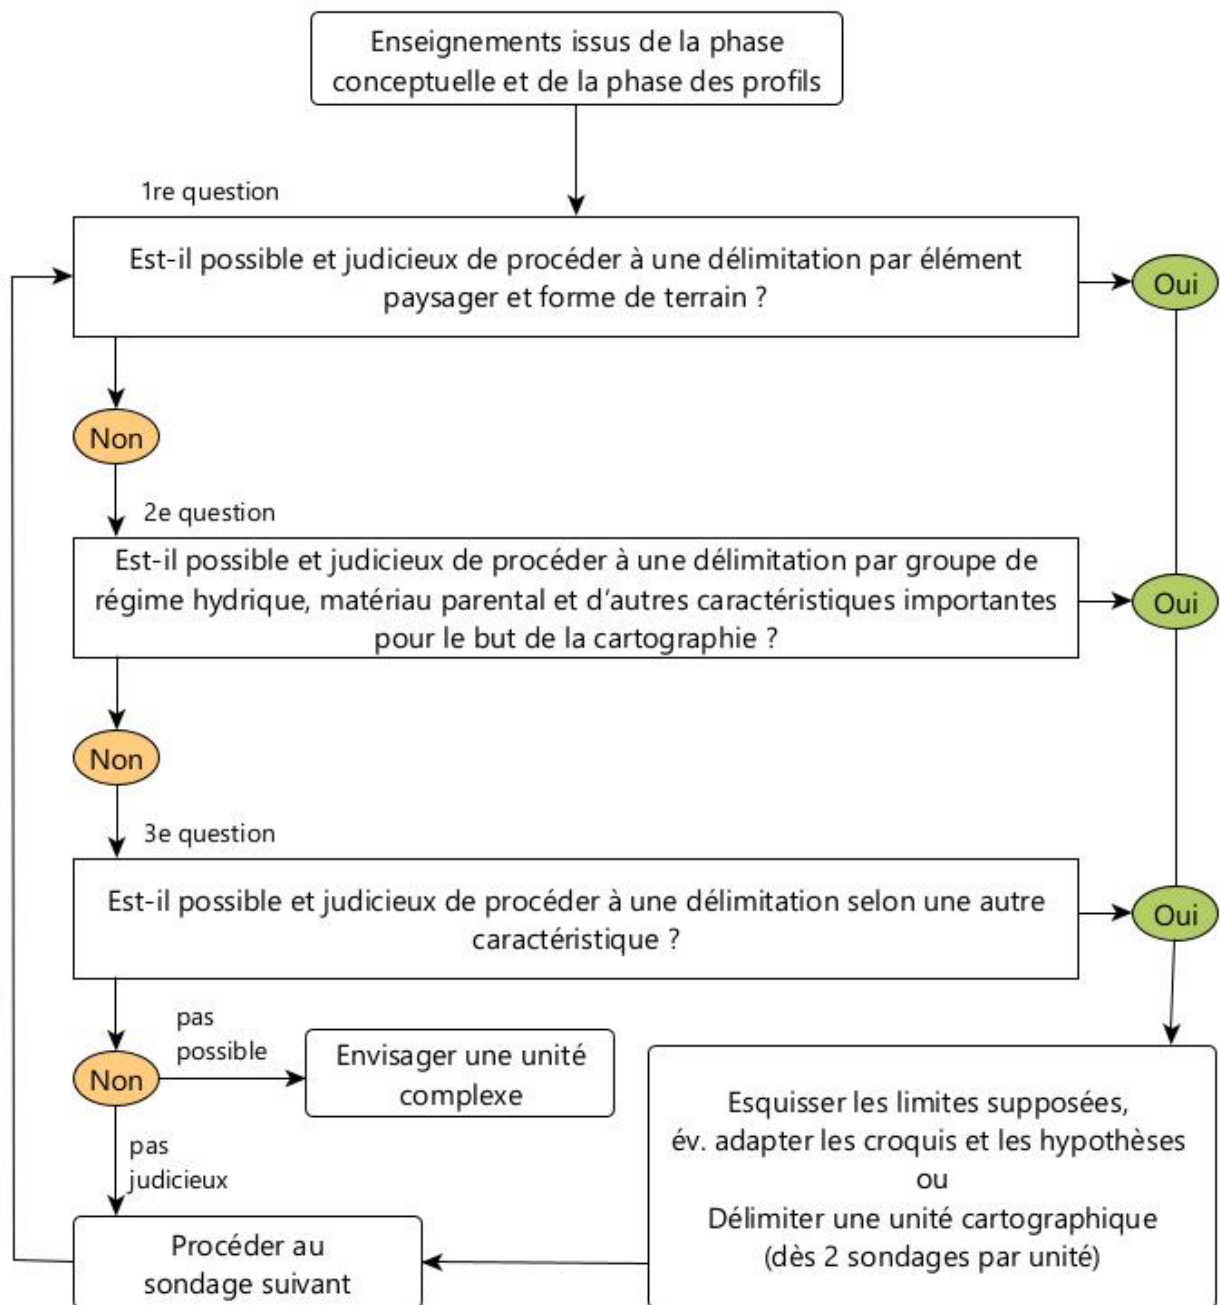 Enseignements issus de la phase
conceptuelle et de la phase des profils
1re question
Est-il possible et judicieux de procéder à une délimitation par élément
paysager et forme de terrain ?
Oui
Non
2e question
Est-il possible et judicieux de procéder à une délimitation par groupe de
régime hydrique, matériau parental et d'autres caractéristiques importantes
pour le but de la cartographie ?
Oui
Non
3e question
Est-il possible et judicieux de procéder à une délimitation selon une autre
caractéristique ?
Oui
Non
pas
possible
Envisager une unité
complexe
pas
judicieux
Esquisser les limites supposées,
év. adapter les croquis et les hypothèses
ou
Délimiter une unité cartographique
(dès 2 sondages par unité)
Procéder au
sondage suivant